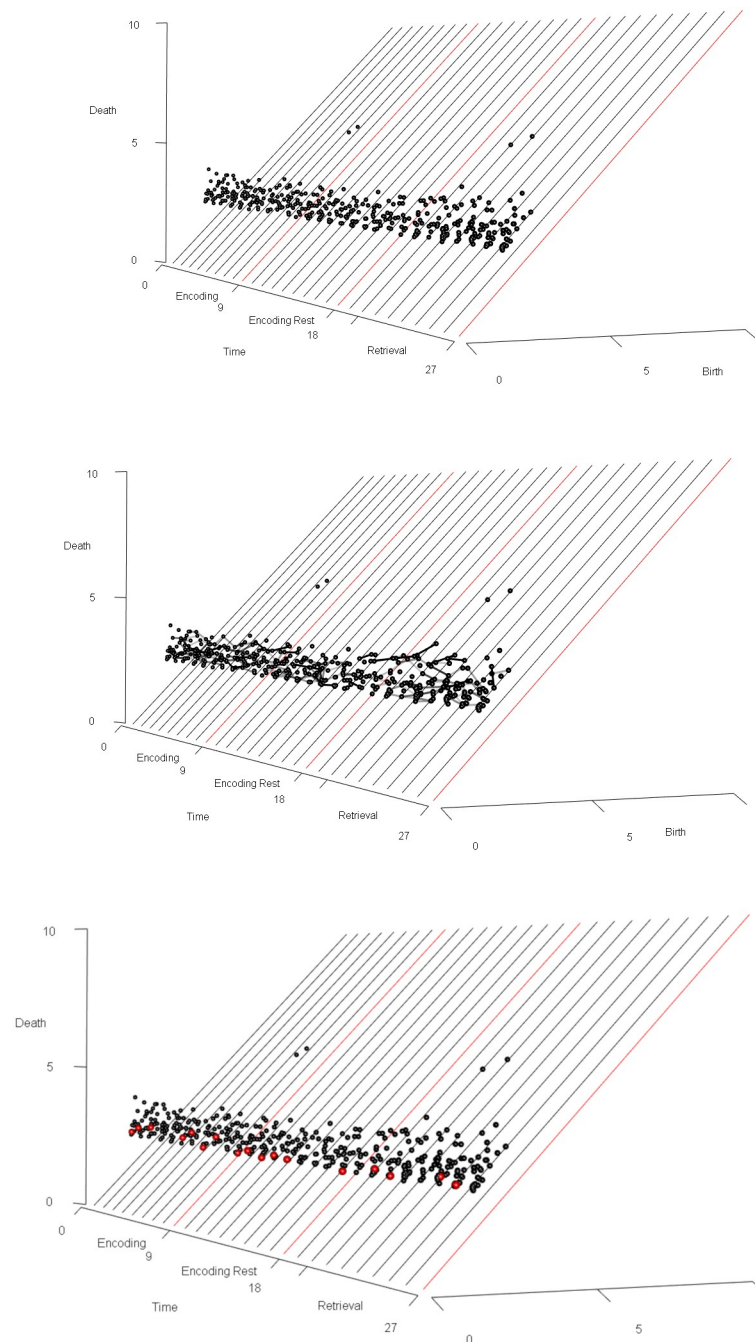 10
Death
5
0
0
Encoding
9
Encoding Rest
18
Time
Retrieval
27
0
5
Birth
10
Death
5
0
0
Encoding
9
Encoding Rest
18
Time
Retrieval
27
0
5
Birth
10
Death
5
0
0
Encoding
9
Encoding Rest
18
Time
Retrieval
27
0
5